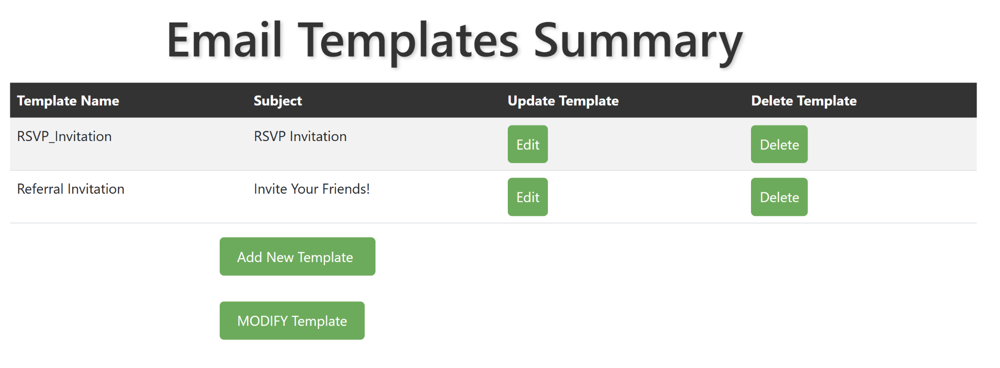 Email Templates Summary
Template Name Subject Update Template Delete Template
RSVP_Invitation RSVP Invitation Edit Delete
Referral Invitation Invite Your Friends! Edit Delete
Add New Template
MODIFY Template